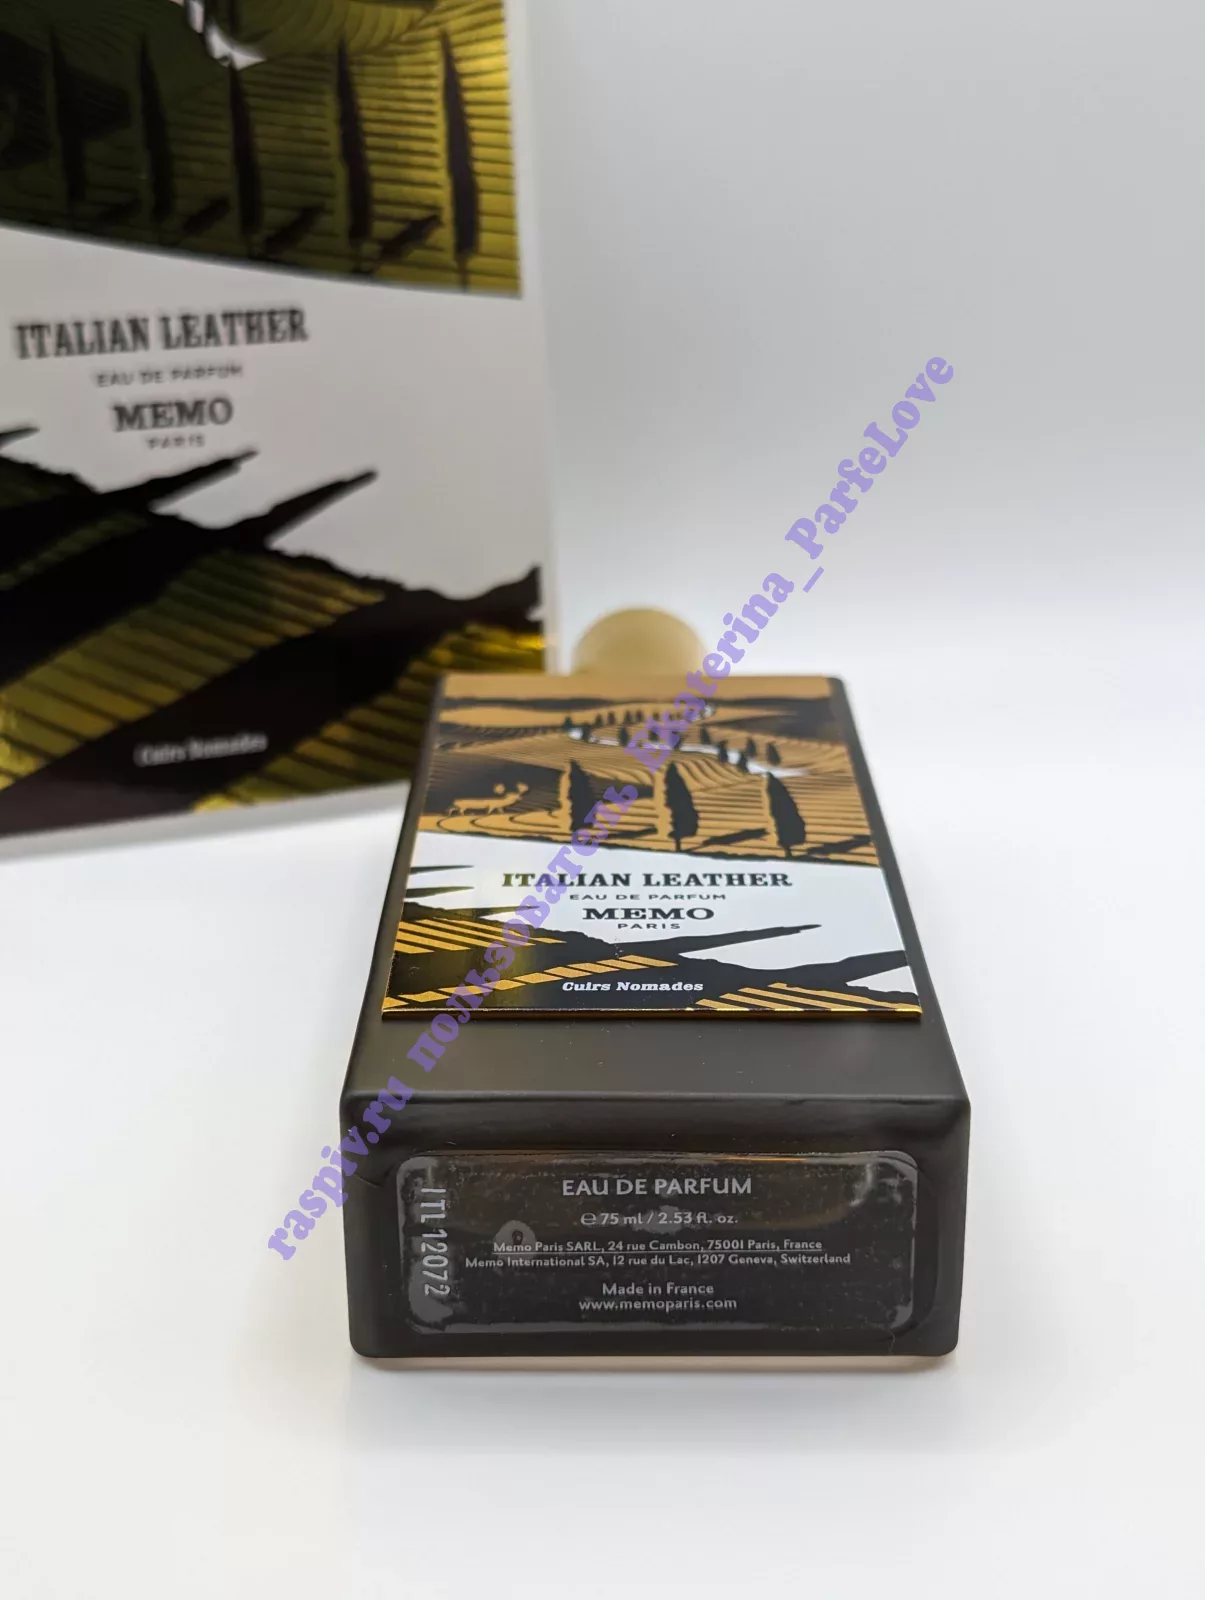 ITALIAN LEATHER
EAU DE PARFUM
MEMO
PARIS
Cuirs Nomades
ITALIAN LEATHER
EAU DE PARFUM
MEMO
PARIS
Cuirs Nomades
EAU DE PARFUM
℮ 75 ml / 2.53 fl. oz.
Memo Paris SARL, 24 rue Cambon, 75001 Paris, France
Memo International SA, 12 rue du Lac, 1207 Geneva, Switzerland
Made in France
www.memoparis.com
ITL12072
raspiv.ru пользователь Ekaterina_ParfeLove